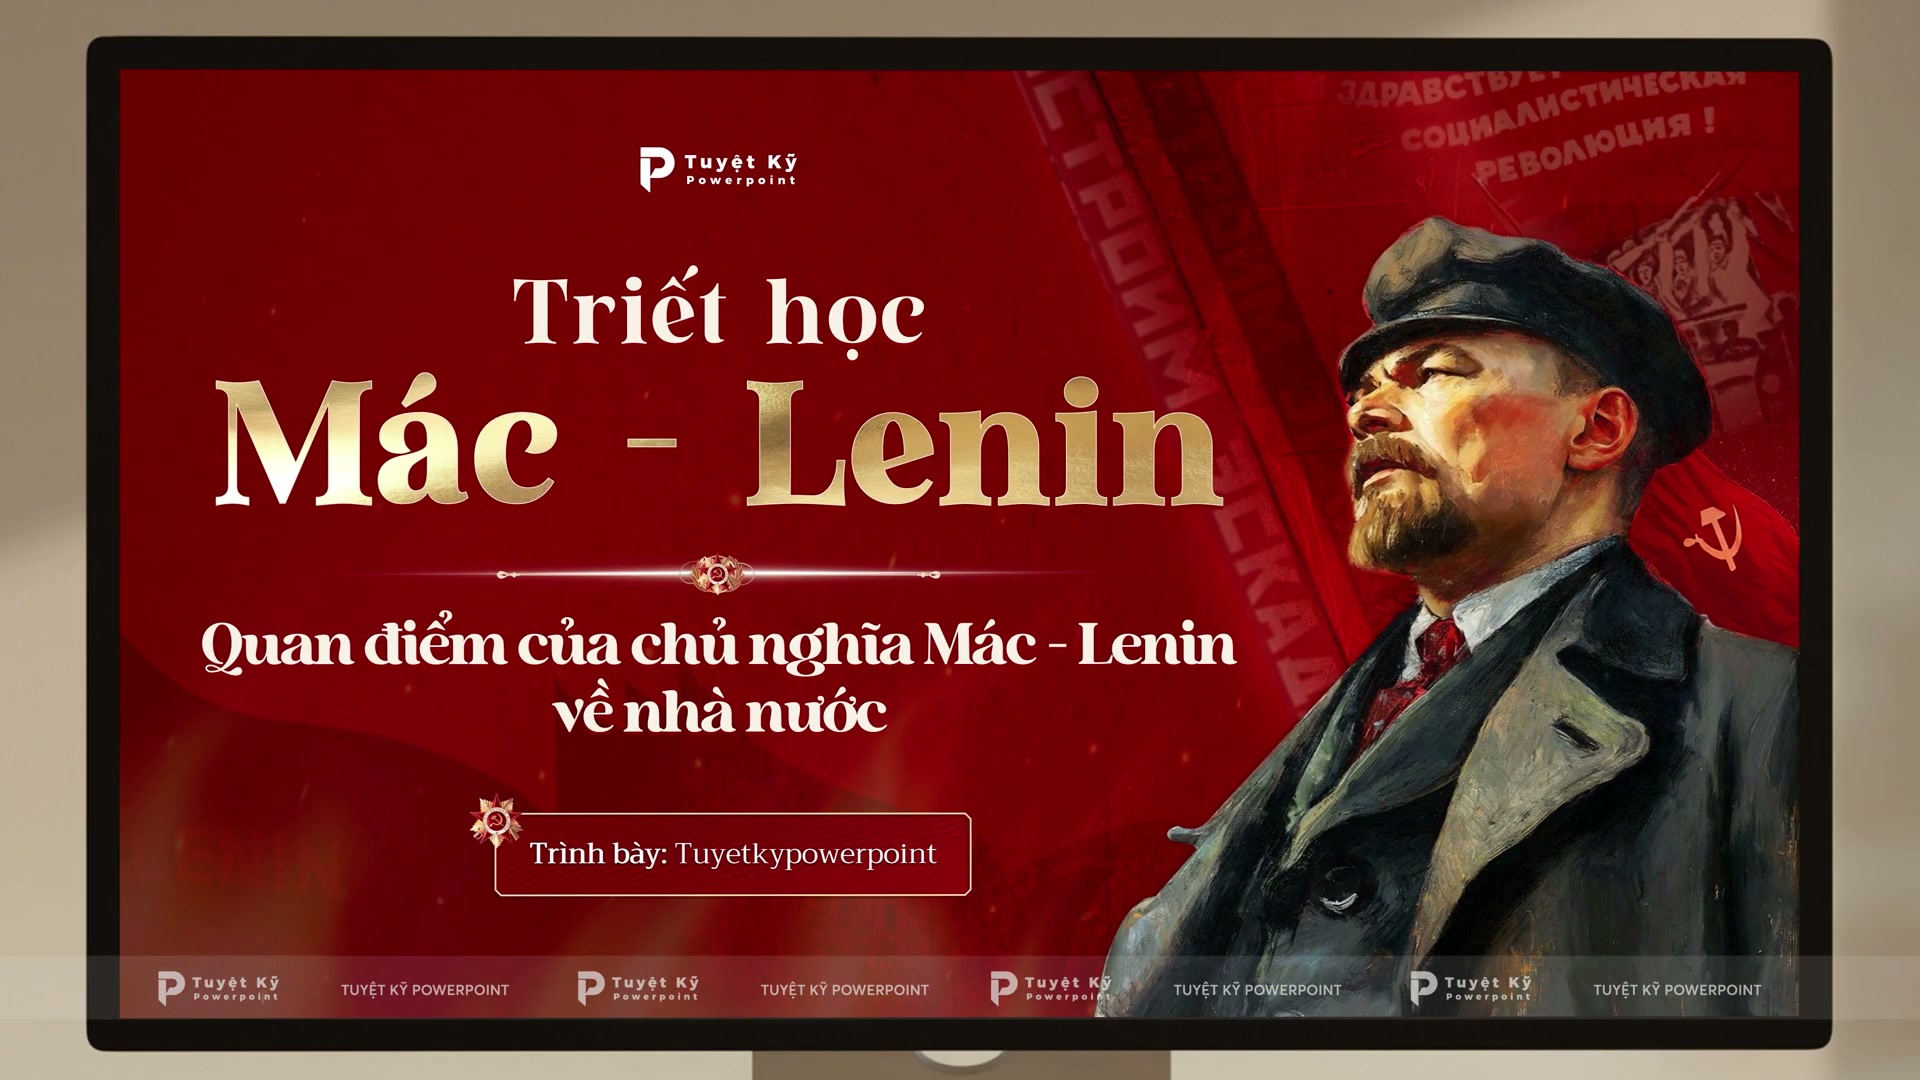 Tuyệt Kỹ
Powerpoint
ЗДРАВСТВУЕТ
СОЦИАЛИСТИЧЕСКАЯ
РЕВОЛЮЦИЯ !
СТРОИМ ЭСКАД
Triết học
Mác - Lenin
Quan điểm của chủ nghĩa Mác - Lenin
về nhà nước
Trình bày: Tuyetkypowerpoint
Tuyệt Kỹ
Powerpoint
TUYỆT KỸ POWERPOINT
Tuyệt Kỹ
Powerpoint
TUYỆT KỸ POWERPOINT
Tuyệt Kỹ
Powerpoint
TUYỆT KỸ POWERPOINT
Tuyệt Kỹ
Powerpoint
TUYỆT KỸ POWERPOINT